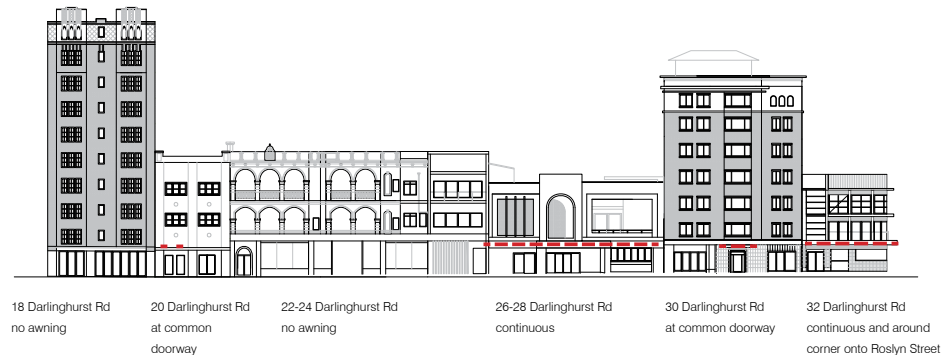 18 Darlinghurst Rd
no awning
20 Darlinghurst Rd
at common
doorway
22-24 Darlinghurst Rd
no awning
26-28 Darlinghurst Rd
continuous
30 Darlinghurst Rd
at common doorway
32 Darlinghurst Rd
continuous and around
corner onto Roslyn Street